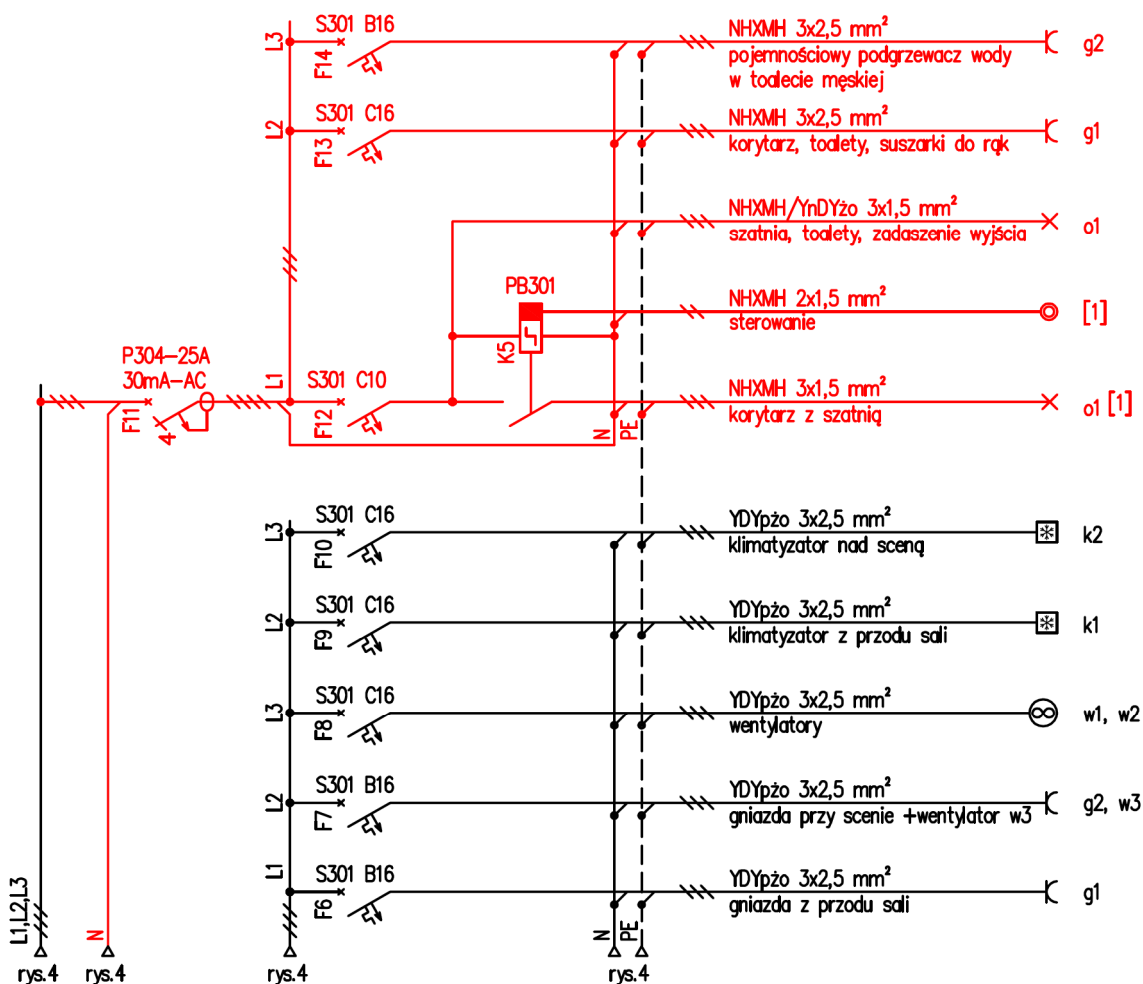 L3
S301 B16
F14
NHXMH 3x2,5 mm²
pojemnościowy podgrzewacz wody
w toalecie męskiej
g2
L2
S301 C16
F13
NHXMH 3x2,5 mm²
korytarz, toalety, suszarki do rąk
g1
NHXMH/YnDYżo 3x1,5 mm²
szatnia, toalety, zadaszenie wyjścia
o1
PB301
K5
NHXMH 2x1,5 mm²
sterowanie
[1]
P304-25A
30mA-AC
F11
4
L1
S301 C10
F12
N
PE
NHXMH 3x1,5 mm²
korytarz z szatnią
o1 [1]
L3
S301 C16
F10
YDYpżo 3x2,5 mm²
klimatyzator nad sceną
k2
L2
S301 C16
F9
YDYpżo 3x2,5 mm²
klimatyzator z przodu sali
k1
L3
S301 C16
F8
YDYpżo 3x2,5 mm²
wentylatory
w1, w2
L2
S301 B16
F7
YDYpżo 3x2,5 mm²
gniazda przy scenie +wentylator w3
g2, w3
L1
S301 B16
F6
YDYpżo 3x2,5 mm²
gniazda z przodu sali
g1
L1,L2,L3
N
N
PE
rys.4
rys.4
rys.4
rys.4